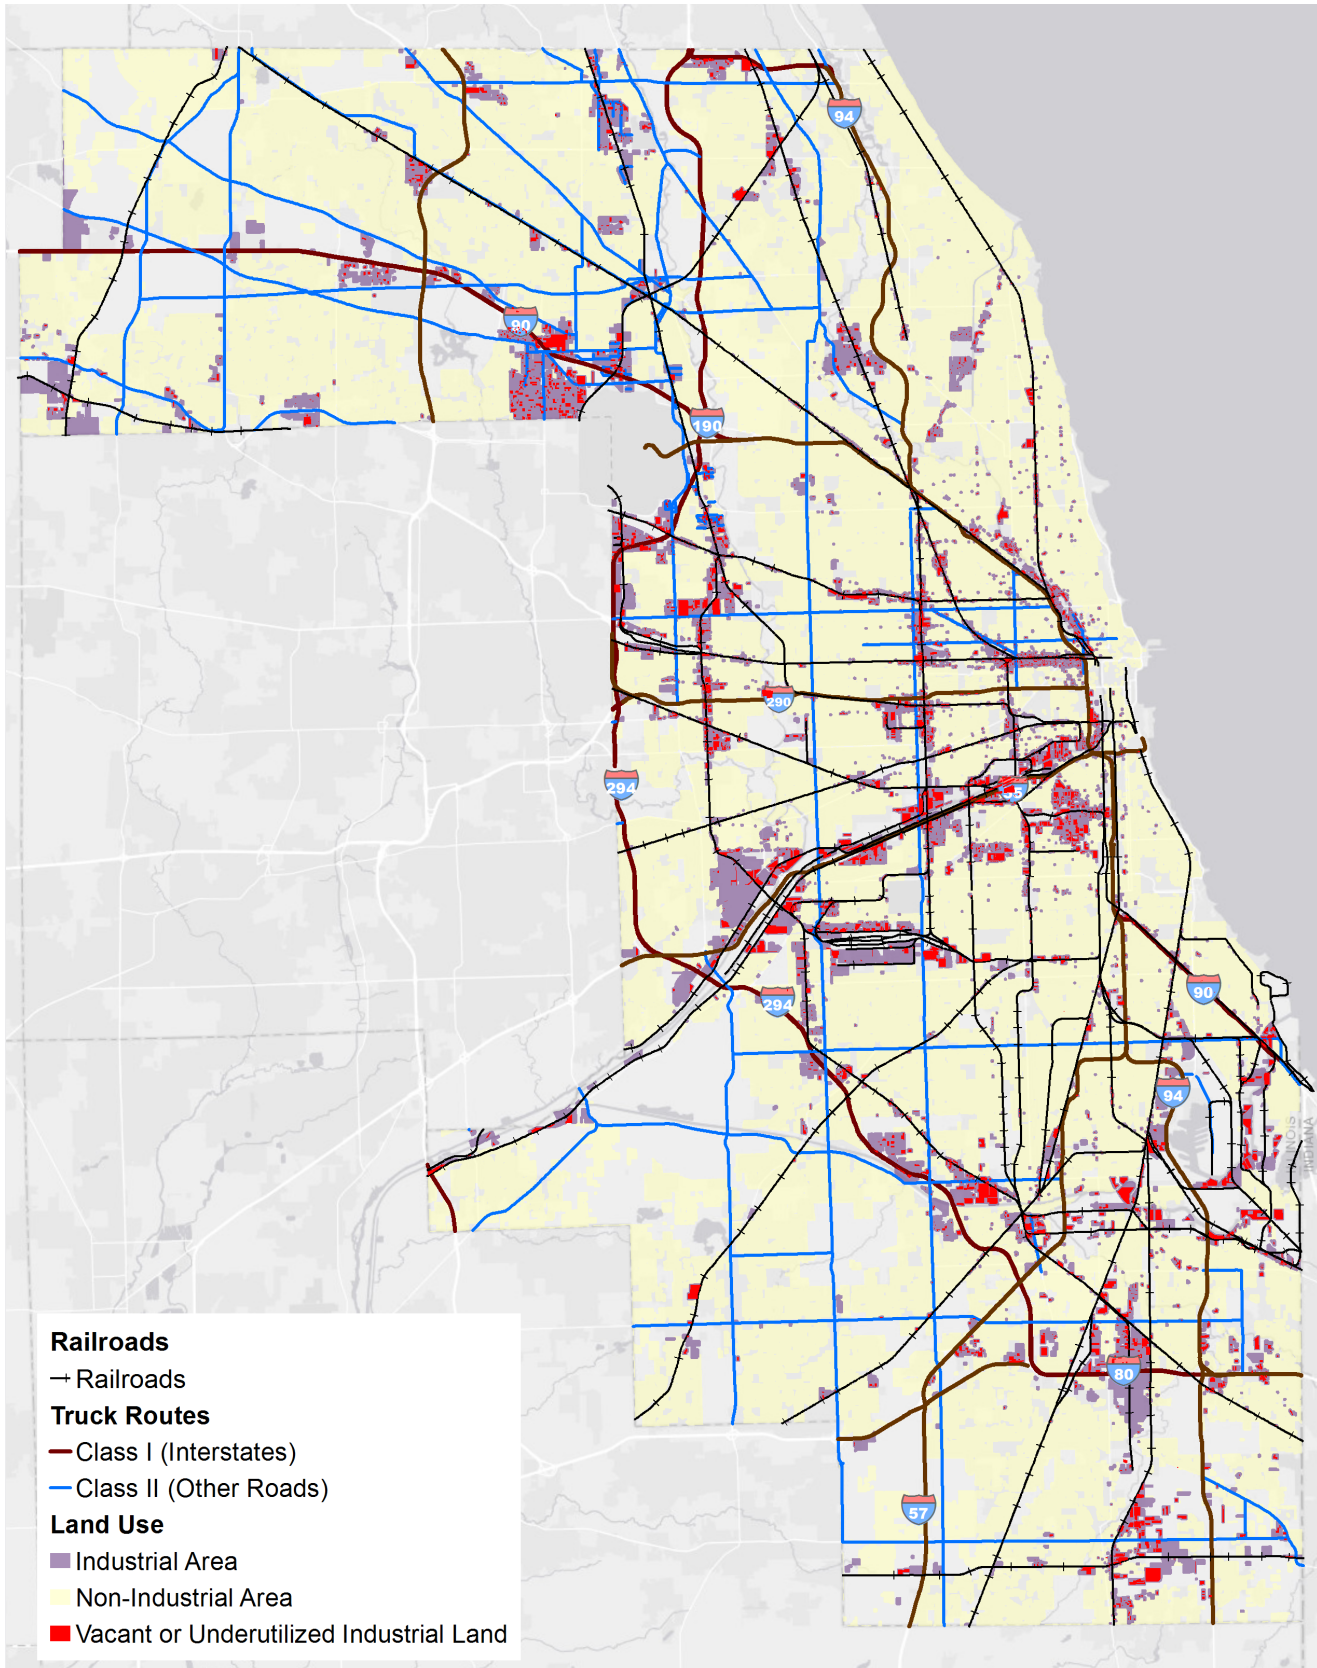 94
90
190
290
294
55
294
90
94
ILLINOIS
INDIANA
80
57
Railroads
Railroads
Truck Routes
Class I (Interstates)
Class II (Other Roads)
Land Use
Industrial Area
Non-Industrial Area
Vacant or Underutilized Industrial Land